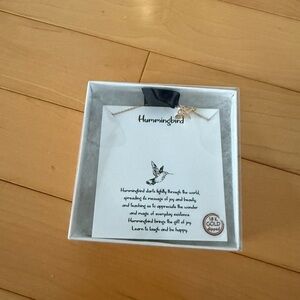 Hummingbird
Hummingbird darts lightly through the world,
spreading its message of joy and beauty,
and teaching us to appreciate the wonder
and magic of everyday existence.
Hummingbird brings the gift of joy.
Learn to laugh and be happy.
GOLD